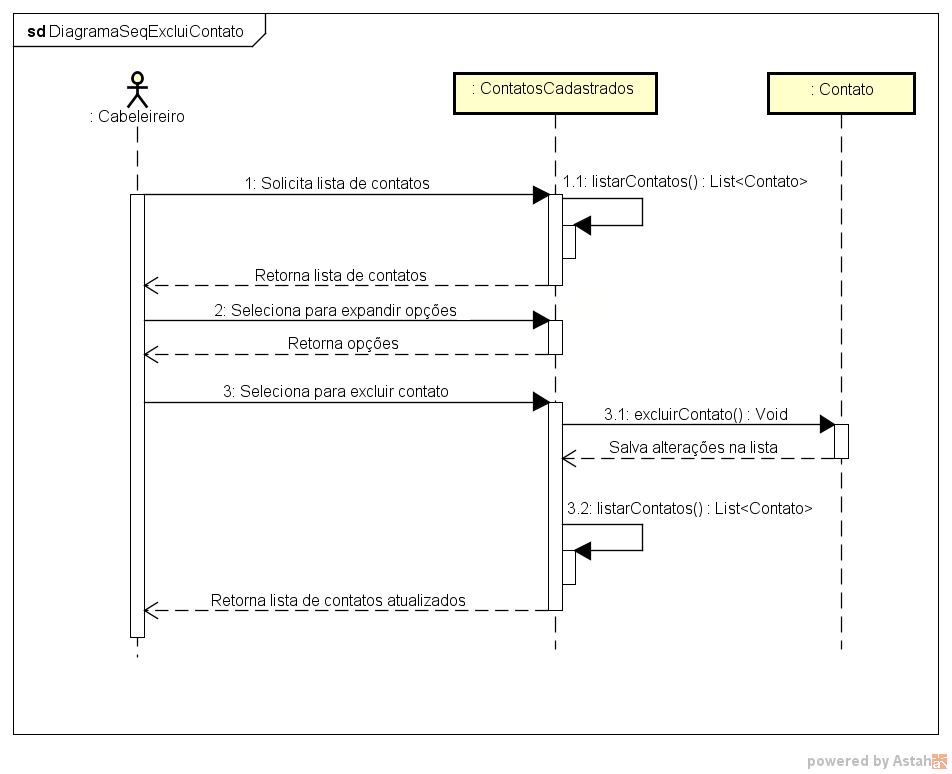 sd DiagramaSeqExcluiContato
: Cabeleireiro
: ContatosCadastrados
: Contato
1: Solicita lista de contatos
1.1: listarContatos() : List<Contato>
Retorna lista de contatos
2: Seleciona para expandir opções
Retorna opções
3: Seleciona para excluir contato
3.1: excluirContato() : Void
Salva alterações na lista
3.2: listarContatos() : List<Contato>
Retorna lista de contatos atualizados
powered by Astah